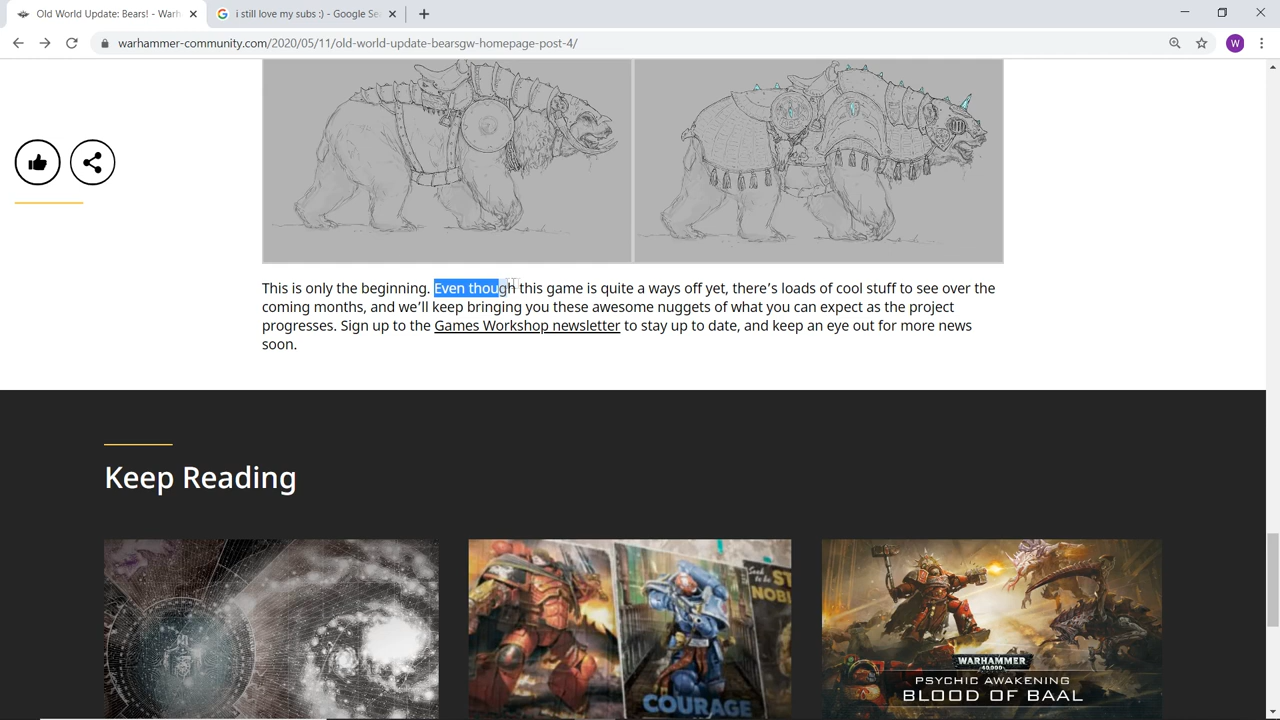 Old World Update: Bears! - Warh
i still love my subs :) - Google Se
warhammer-community.com/2020/05/11/old-world-update-bearsgw-homepage-post-4/
W
This is only the beginning. Even though this game is quite a ways off yet, there’s loads of cool stuff to see over the
coming months, and we’ll keep bringing you these awesome nuggets of what you can expect as the project
progresses. Sign up to the Games Workshop newsletter to stay up to date, and keep an eye out for more news
soon.
Keep Reading
COURAGE
WARHAMMER
40,000
PSYCHIC AWAKENING
BLOOD OF BAAL